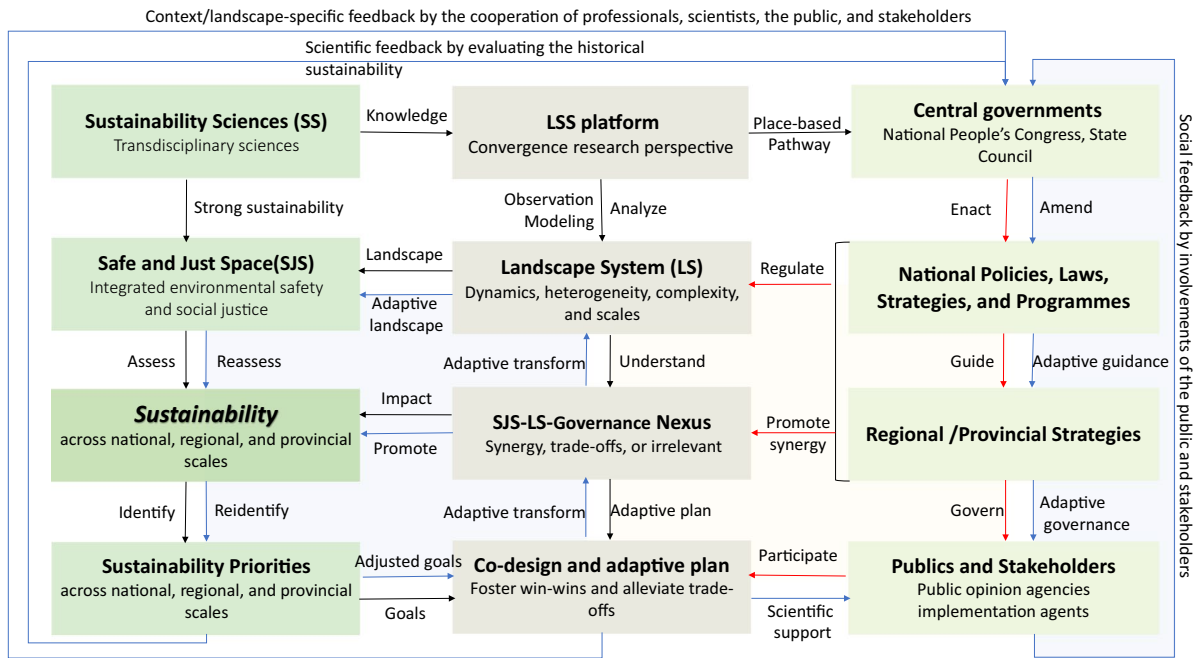 Context/landscape-specific feedback by the cooperation of professionals, scientists, the public, and stakeholders
Scientific feedback by evaluating the historical
sustainability
Sustainability Sciences (SS)
Transdisciplinary sciences
Knowledge
LSS platform
Convergence research perspective
Place-based
Pathway
Central governments
National People's Congress, State
Council
Strong sustainability
Observation
Modeling
Analyze
Enact
Amend
Safe and Just Space(SJS)
Integrated environmental safety
and social justice
Landscape
Adaptive
landscape
Landscape System (LS)
Dynamics, heterogeneity, complexity,
and scales
Regulate
National Policies, Laws,
Strategies, and Programmes
Assess
Reassess
Adaptive transform
Understand
Guide
Adaptive guidance
Sustainability
across national, regional, and provincial
scales
Impact
Promote
SJS-LS-Governance Nexus
Synergy, trade-offs, or irrelevant
Promote
synergy
Regional /Provincial Strategies
Identify
Reidentify
Adaptive transform
Adaptive plan
Govern
Adaptive
governance
Sustainability Priorities
across national, regional, and provincial
scales
Adjusted goals
Goals
Co-design and adaptive plan
Foster win-wins and alleviate trade-
offs
Participate
Scientific
support
Publics and Stakeholders
Public opinion agencies
implementation agents
Social feedback by involvements of the public and stakeholders